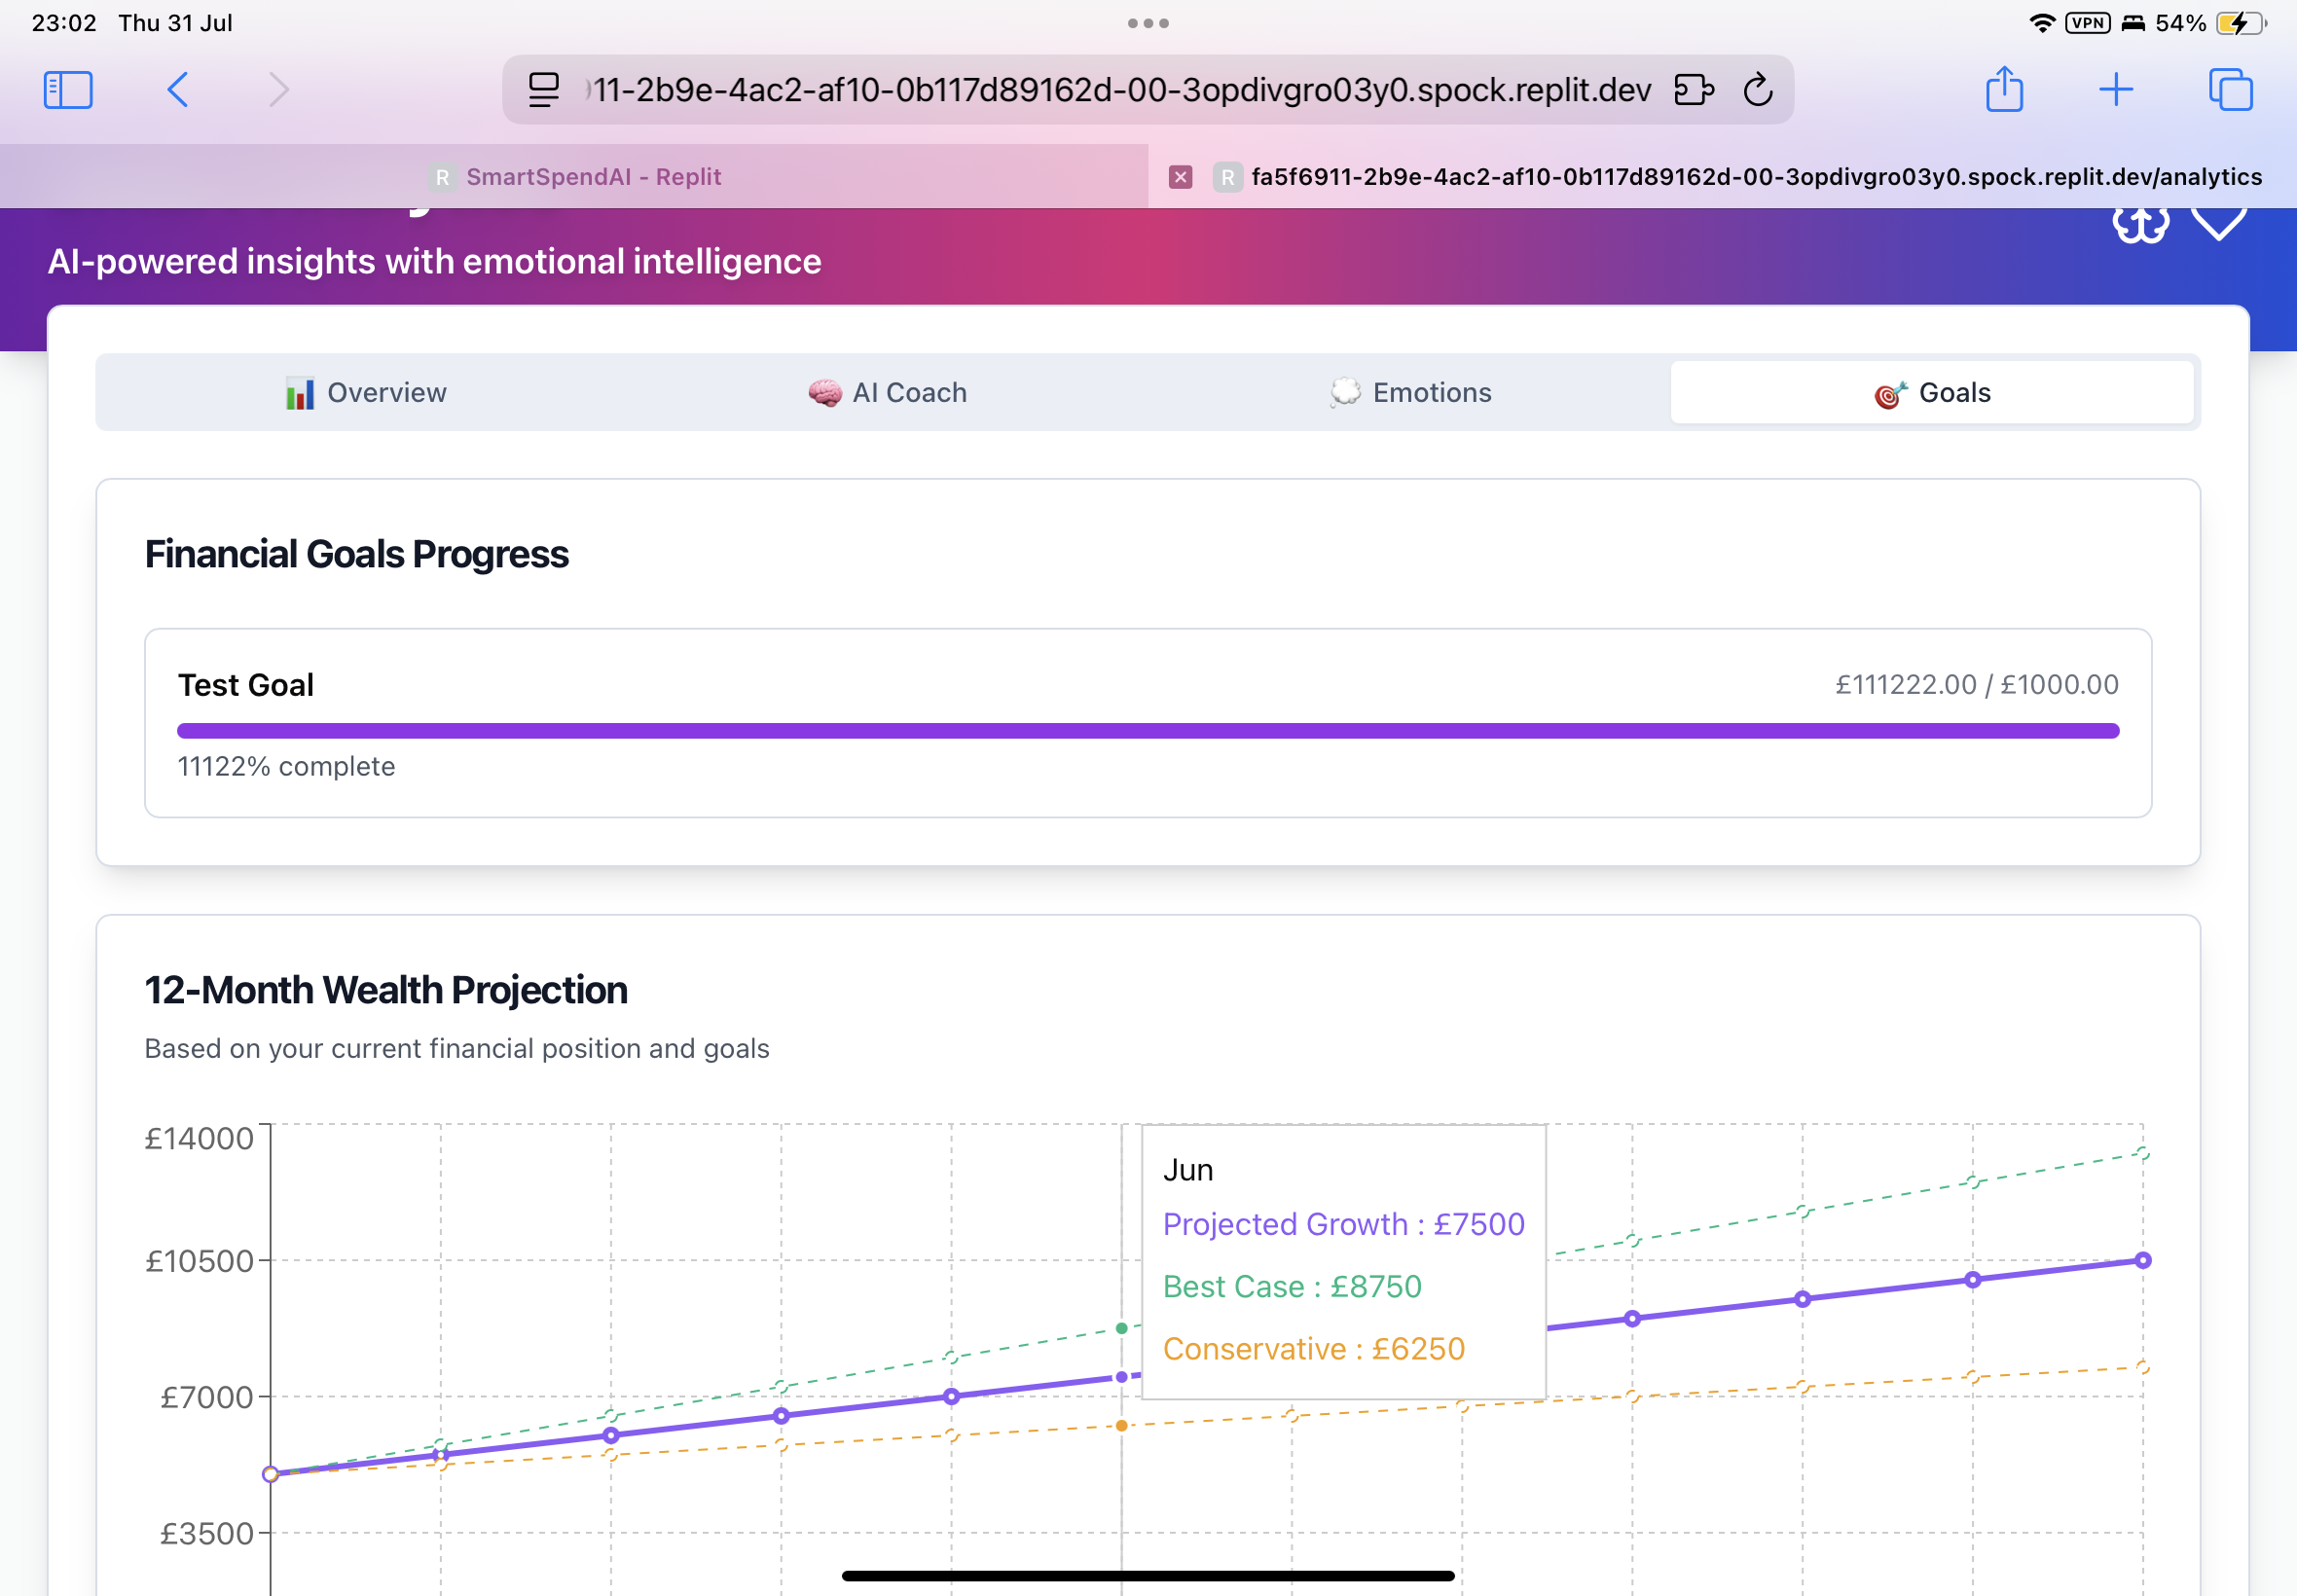 23:02 Thu 31 Jul
VPN 54%
11-2b9e-4ac2-af10-0b117d89162d-00-3opdivgro03y0.spock.replit.dev
R SmartSpendAI - Replit
R fa5f6911-2b9e-4ac2-af10-0b117d89162d-00-3opdivgro03y0.spock.replit.dev/analytics
AI-powered insights with emotional intelligence
Overview
AI Coach
Emotions
Goals
Financial Goals Progress
Test Goal
£111222.00 / £1000.00
11122% complete
12-Month Wealth Projection
Based on your current financial position and goals
£14000
£10500
£7000
£3500
Jun
Projected Growth : £7500
Best Case : £8750
Conservative : £6250